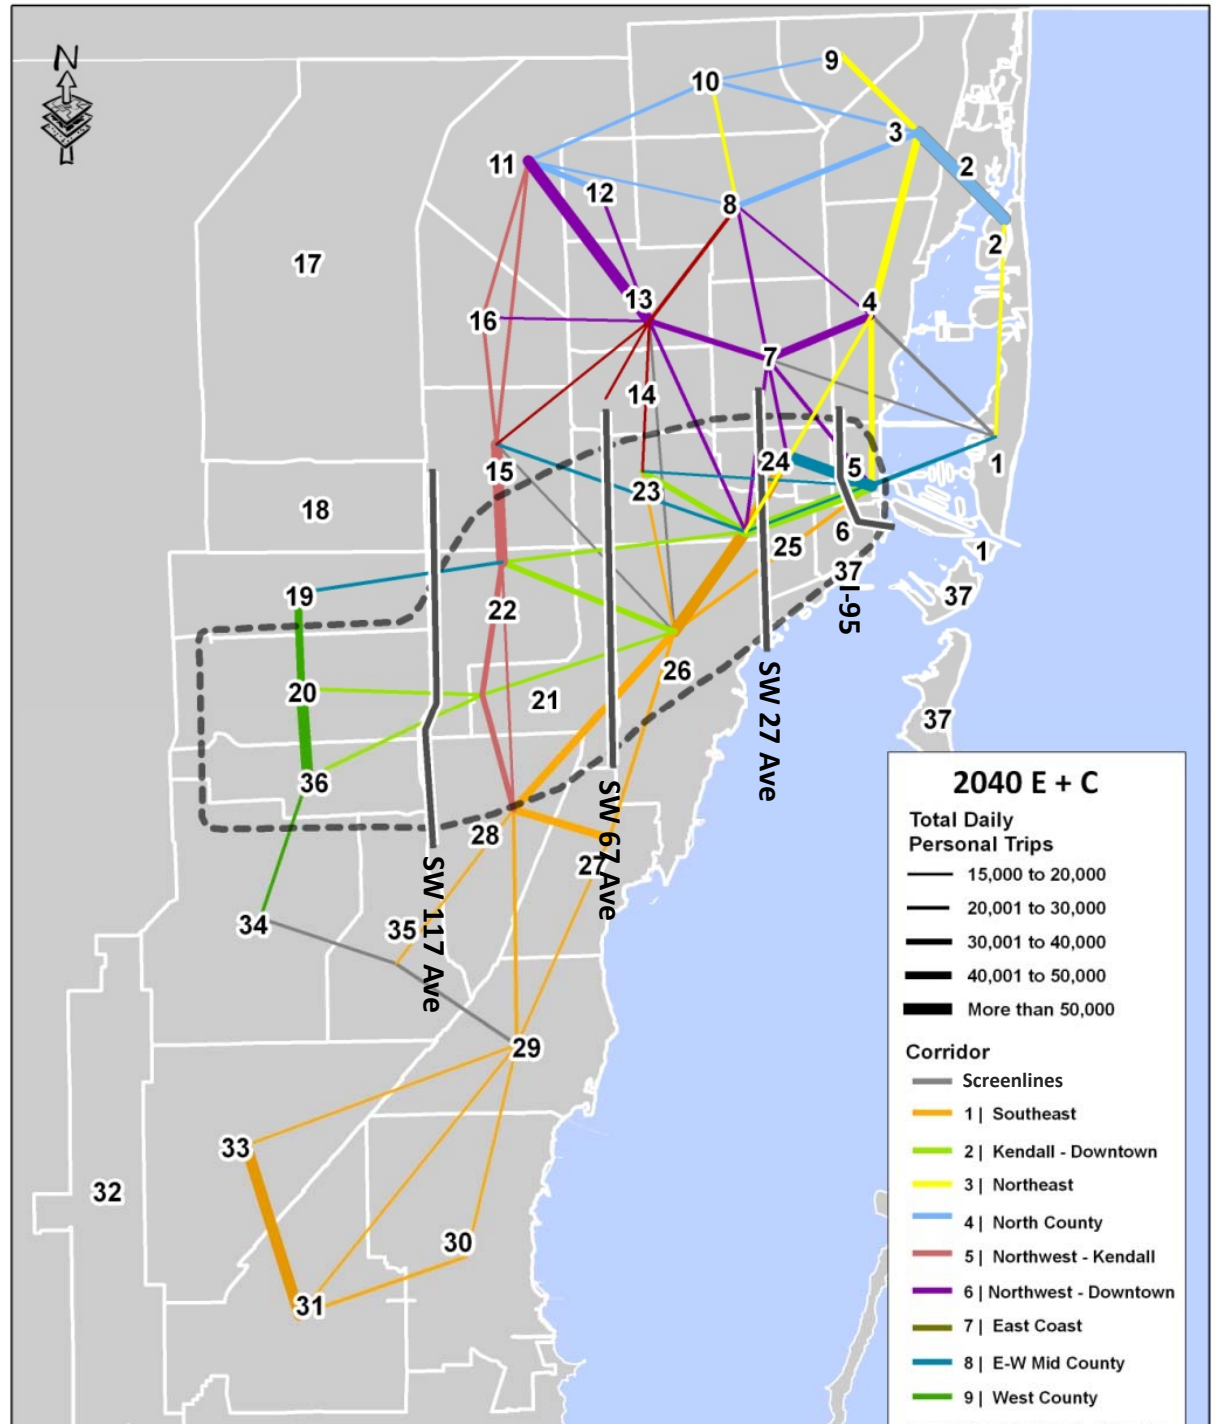 N
9
10
3
2
11
12
8
2
17
13
4
16
7
14
24
5
1
15
23
18
6
25
1
37
19
22
37
I-95
26
20
21
37
SW 27 Ave
36
28
SW 67 Ave
27
SW 117 Ave
34
35
29
33
32
30
31
2040 E + C
Total Daily
Personal Trips
15,000 to 20,000
20,001 to 30,000
30,001 to 40,000
40,001 to 50,000
More than 50,000
Corridor
Screenlines
1 | Southeast
2 | Kendall - Downtown
3 | Northeast
4 | North County
5 | Northwest - Kendall
6 | Northwest - Downtown
7 | East Coast
8 | E-W Mid County
9 | West County